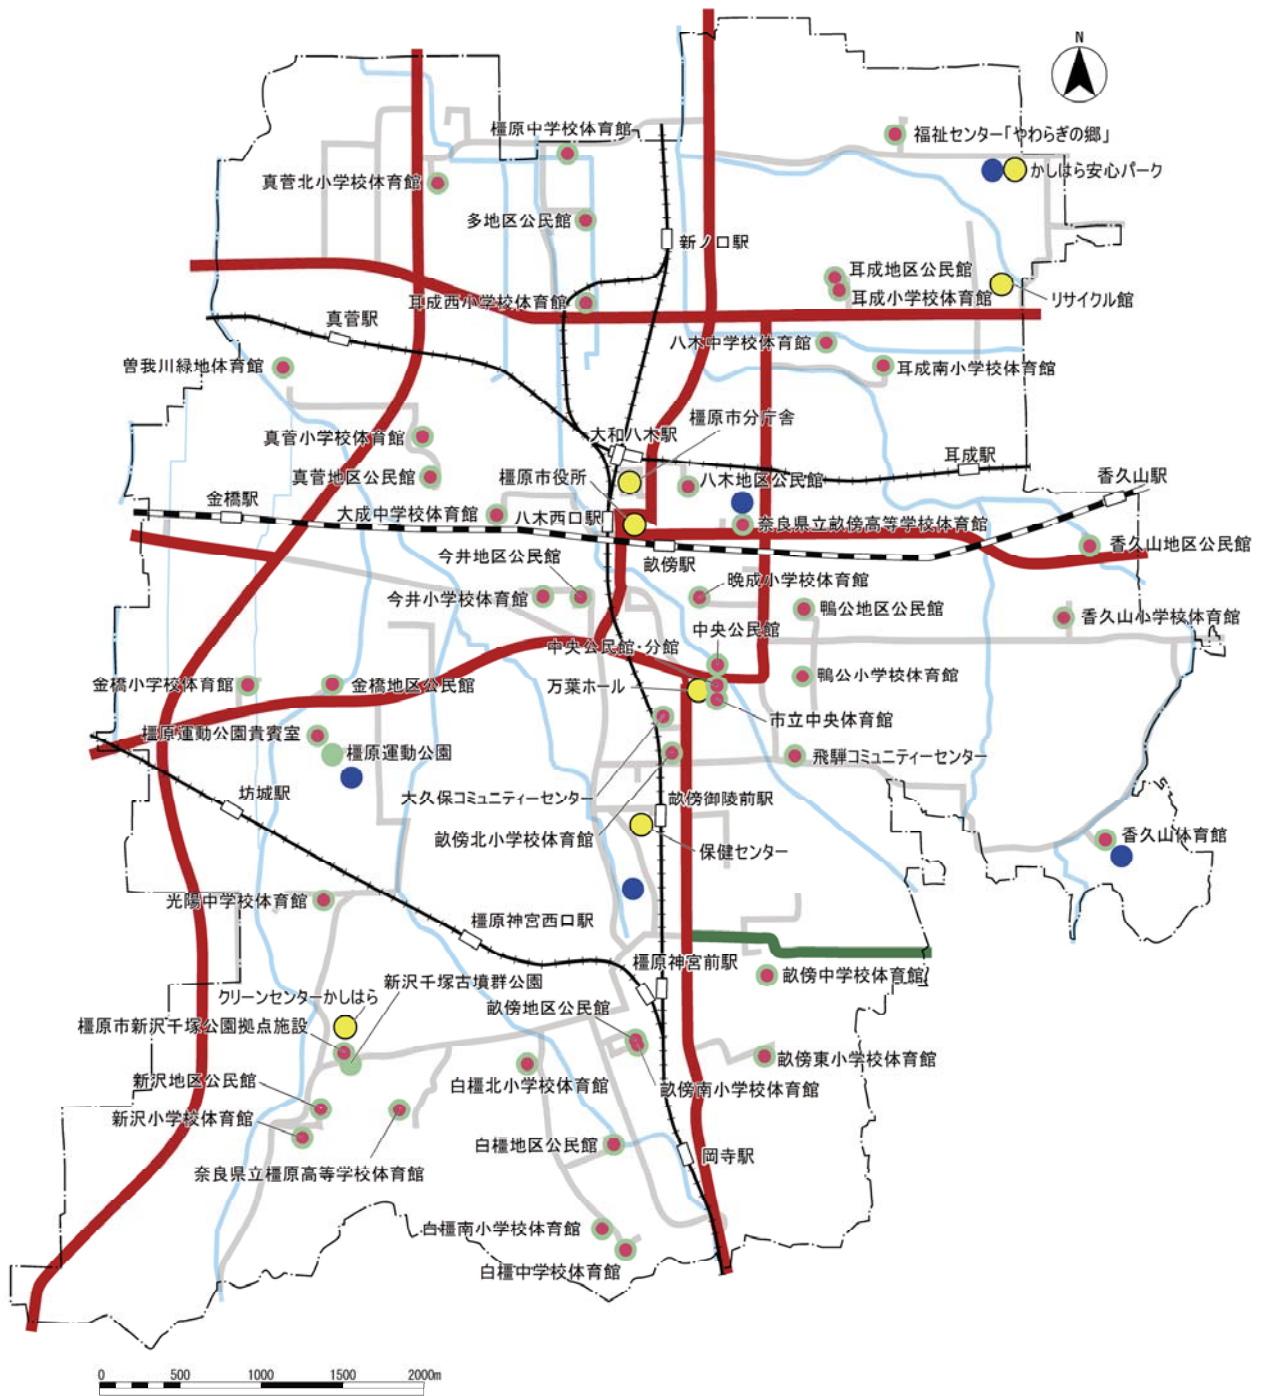 N
橿原中学校体育館
福祉センター「やわらぎの郷」
かしはら安心パーク
真菅北小学校体育館
多地区公民館
新ノ口駅
耳成地区公民館
耳成小学校体育館
リサイクル館
耳成西小学校体育館
真菅駅
八木中学校体育館
曽我川緑地体育館
耳成南小学校体育館
橿原市分庁舎
真菅小学校体育館
大和八木駅
耳成駅
真菅地区公民館
橿原市役所
八木地区公民館
香久山駅
金橋駅
大成中学校体育館
八木西口駅
奈良県立畝傍高等学校体育館
香久山地区公民館
今井地区公民館
畝傍駅
晩成小学校体育館
今井小学校体育館
鴨公地区公民館
香久山小学校体育館
中央公民館
中央公民館・分館
鴨公小学校体育館
金橋小学校体育館
金橋地区公民館
万葉ホール
市立中央体育館
橿原運動公園貴賓室
橿原運動公園
飛騨コミュニティーセンター
坊城駅
大久保コミュニティーセンター
畝傍御陵前駅
畝傍北小学校体育館
保健センター
香久山体育館
光陽中学校体育館
橿原神宮西口駅
橿原神宮前駅
畝傍中学校体育館
新沢千塚古墳群公園
クリーンセンターかしはら
畝傍地区公民館
橿原市新沢千塚公園拠点施設
畝傍東小学校体育館
新沢地区公民館
白橿北小学校体育館
畝傍南小学校体育館
新沢小学校体育館
白橿地区公民館
岡寺駅
奈良県立橿原高等学校体育館
白橿南小学校体育館
白橿中学校体育館
0 500 1000 1500 2000m